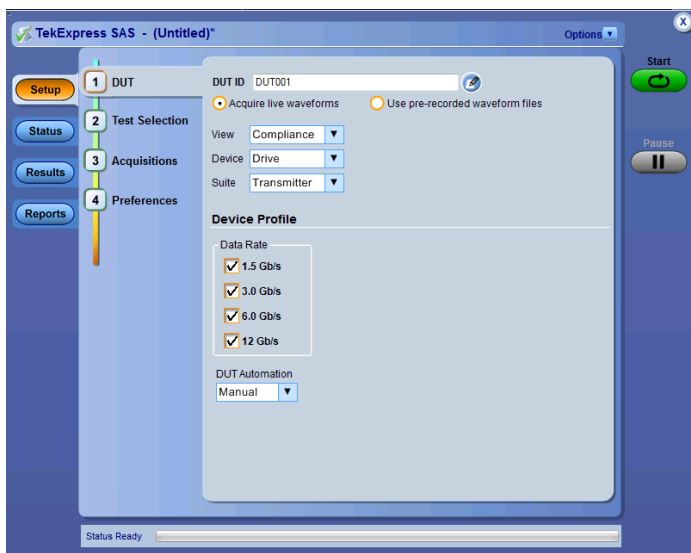 TekExpress SAS - (Untitled)*
Options
x
Start
Setup
Status
Results
Reports
1 DUT
2 Test Selection
3 Acquisitions
4 Preferences
DUT ID DUT001
Acquire live waveforms
Use pre-recorded waveform files
View Compliance
Device Drive
Suite Transmitter
Pause
Device Profile
Data Rate
1.5 Gb/s
3.0 Gb/s
6.0 Gb/s
12 Gb/s
DUT Automation
Manual
Status Ready